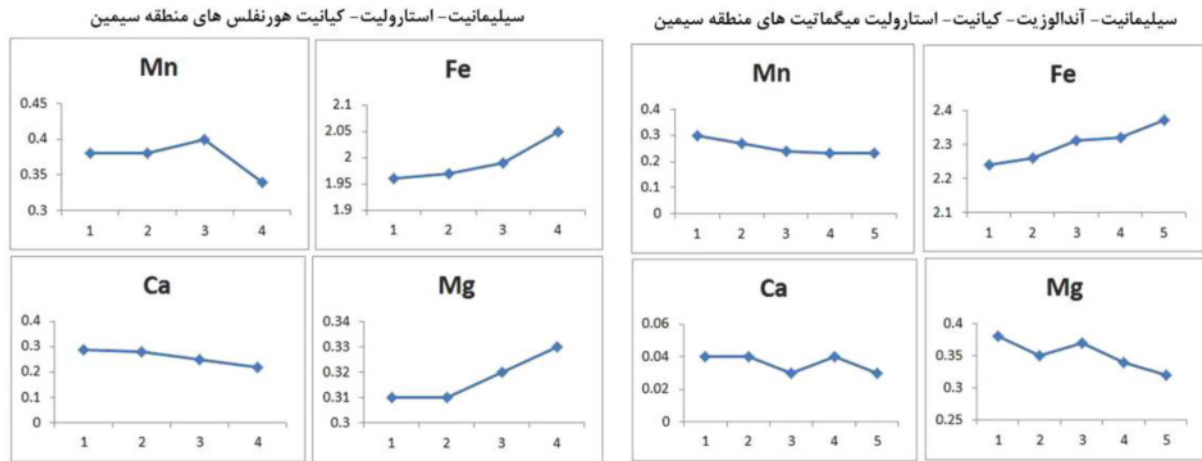 سیلیمانیت- استارولیت- کیانیت هورنفلس های منطقه سیمین
Mn
0.45
0.4
0.35
0.3
1 2 3 4
Fe
2.1
2.05
2
1.95
1.9
1 2 3 4
Ca
0.4
0.3
0.2
0.1
0
1 2 3 4
Mg
0.34
0.33
0.32
0.31
0.3
1 2 3 4
سیلیمانیت- آندالوزیت- کیانیت- استارولیت میگماتیت های منطقه سیمین
Mn
0.4
0.3
0.2
0.1
0
1 2 3 4 5
Fe
2.4
2.3
2.2
2.1
1 2 3 4 5
Ca
0.06
0.04
0.02
0
1 2 3 4 5
Mg
0.4
0.35
0.3
0.25
1 2 3 4 5